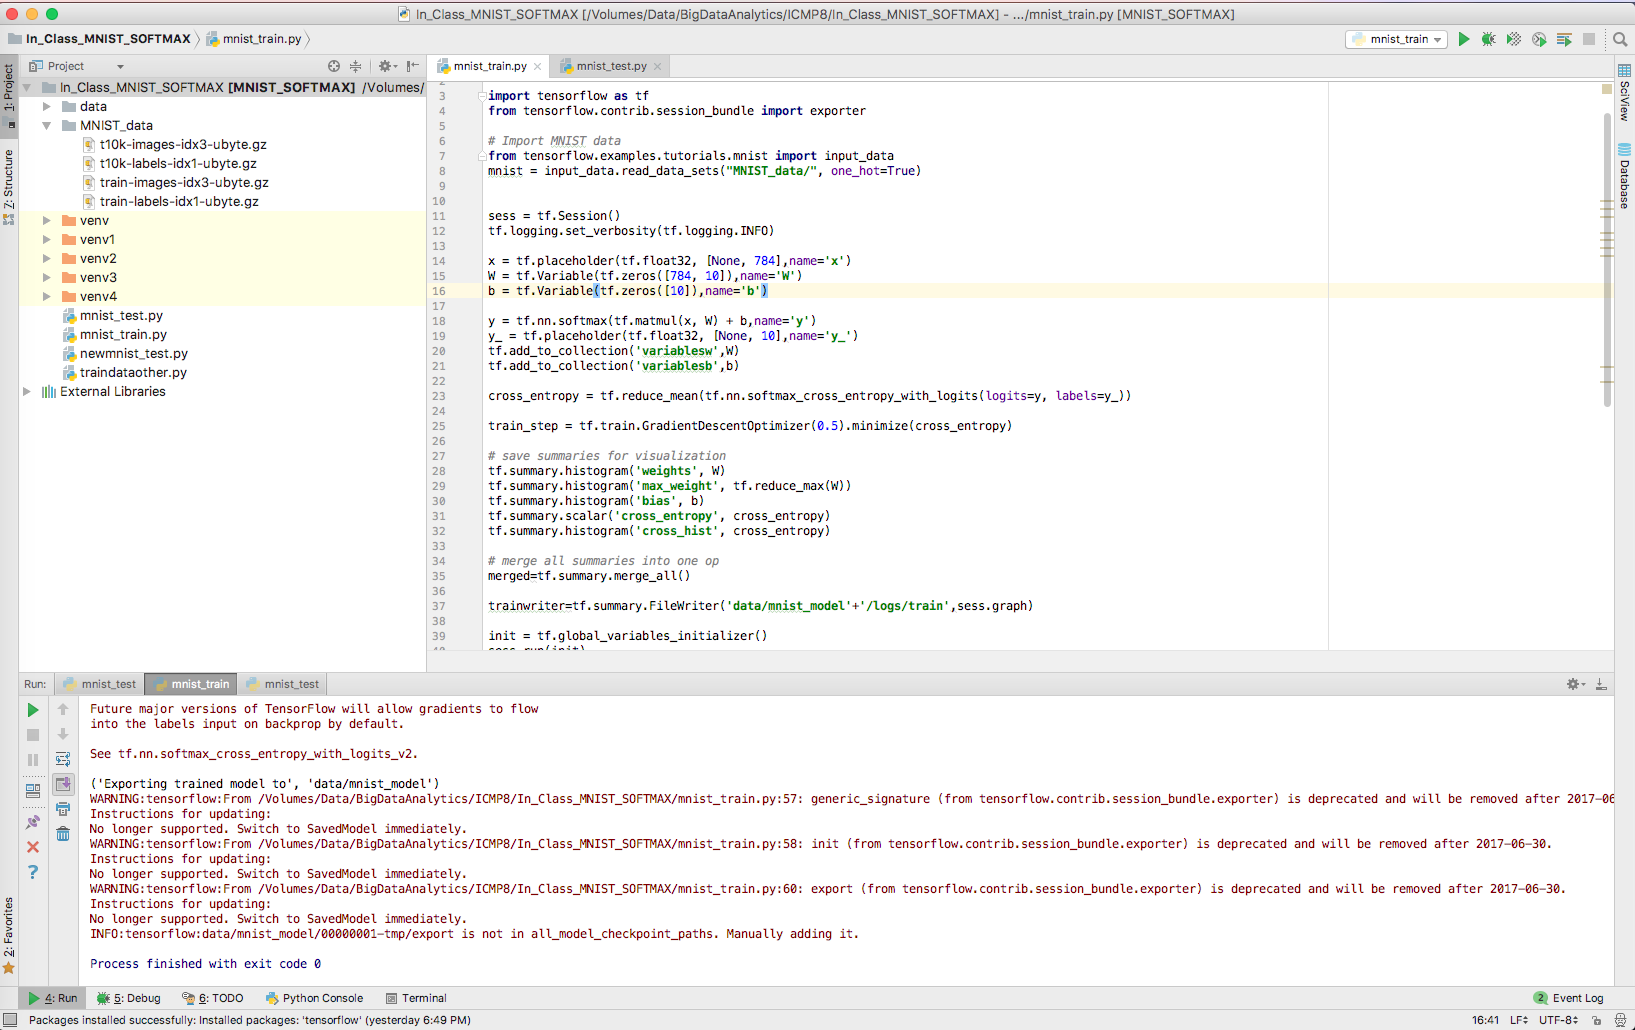 In_Class_MNIST_SOFTMAX [/Volumes/Data/BigDataAnalytics/ICMP8/In_Class_MNIST_SOFTMAX] - .../mnist_train.py [MNIST_SOFTMAX]
In_Class_MNIST_SOFTMAX mnist_train.py
mnist_train
Project
mnist_train.py
mnist_test.py
1: Project
7: Structure
2: Favorites
SciView
Database
In_Class_MNIST_SOFTMAX [MNIST_SOFTMAX] /Volumes/
data
MNIST_data
t10k-images-idx3-ubyte.gz
t10k-labels-idx1-ubyte.gz
train-images-idx3-ubyte.gz
train-labels-idx1-ubyte.gz
venv
venv1
venv2
venv3
venv4
mnist_test.py
mnist_train.py
newmnist_test.py
traindataother.py
External Libraries
2
3 import tensorflow as tf
4 from tensorflow.contrib.session_bundle import exporter
5
6 # Import MNIST data
7 from tensorflow.examples.tutorials.mnist import input_data
8 mnist = input_data.read_data_sets("MNIST_data/", one_hot=True)
9
10
11 sess = tf.Session()
12 tf.logging.set_verbosity(tf.logging.INFO)
13
14 x = tf.placeholder(tf.float32, [None, 784],name='x')
15 W = tf.Variable(tf.zeros([784, 10]),name='W')
16 b = tf.Variable(tf.zeros([10]),name='b')
17
18 y = tf.nn.softmax(tf.matmul(x, W) + b,name='y')
19 y_ = tf.placeholder(tf.float32, [None, 10],name='y_')
20 tf.add_to_collection('variablesw',W)
21 tf.add_to_collection('variablesb',b)
22
23 cross_entropy = tf.reduce_mean(tf.nn.softmax_cross_entropy_with_logits(logits=y, labels=y_))
24
25 train_step = tf.train.GradientDescentOptimizer(0.5).minimize(cross_entropy)
26
27 # save summaries for visualization
28 tf.summary.histogram('weights', W)
29 tf.summary.histogram('max_weight', tf.reduce_max(W))
30 tf.summary.histogram('bias', b)
31 tf.summary.scalar('cross_entropy', cross_entropy)
32 tf.summary.histogram('cross_hist', cross_entropy)
33
34 # merge all summaries into one op
35 merged=tf.summary.merge_all()
36
37 trainwriter=tf.summary.FileWriter('data/mnist_model'+'/logs/train',sess.graph)
38
39 init = tf.global_variables_initializer()
40 sess.run(init)
Run: mnist_test mnist_train mnist_test
Future major versions of TensorFlow will allow gradients to flow
into the labels input on backprop by default.
See tf.nn.softmax_cross_entropy_with_logits_v2.
('Exporting trained model to', 'data/mnist_model')
WARNING:tensorflow:From /Volumes/Data/BigDataAnalytics/ICMP8/In_Class_MNIST_SOFTMAX/mnist_train.py:57: generic_signature (from tensorflow.contrib.session_bundle.exporter) is deprecated and will be removed after 2017-06
Instructions for updating:
No longer supported. Switch to SavedModel immediately.
WARNING:tensorflow:From /Volumes/Data/BigDataAnalytics/ICMP8/In_Class_MNIST_SOFTMAX/mnist_train.py:58: init (from tensorflow.contrib.session_bundle.exporter) is deprecated and will be removed after 2017-06-30.
Instructions for updating:
No longer supported. Switch to SavedModel immediately.
WARNING:tensorflow:From /Volumes/Data/BigDataAnalytics/ICMP8/In_Class_MNIST_SOFTMAX/mnist_train.py:60: export (from tensorflow.contrib.session_bundle.exporter) is deprecated and will be removed after 2017-06-30.
Instructions for updating:
No longer supported. Switch to SavedModel immediately.
INFO:tensorflow:data/mnist_model/00000001-tmp/export is not in all_model_checkpoint_paths. Manually adding it.
Process finished with exit code 0
4: Run 5: Debug 6: TODO Python Console Terminal 2 Event Log
Packages installed successfully: Installed packages: 'tensorflow' (yesterday 6:49 PM) 16:41 LF UTF-8